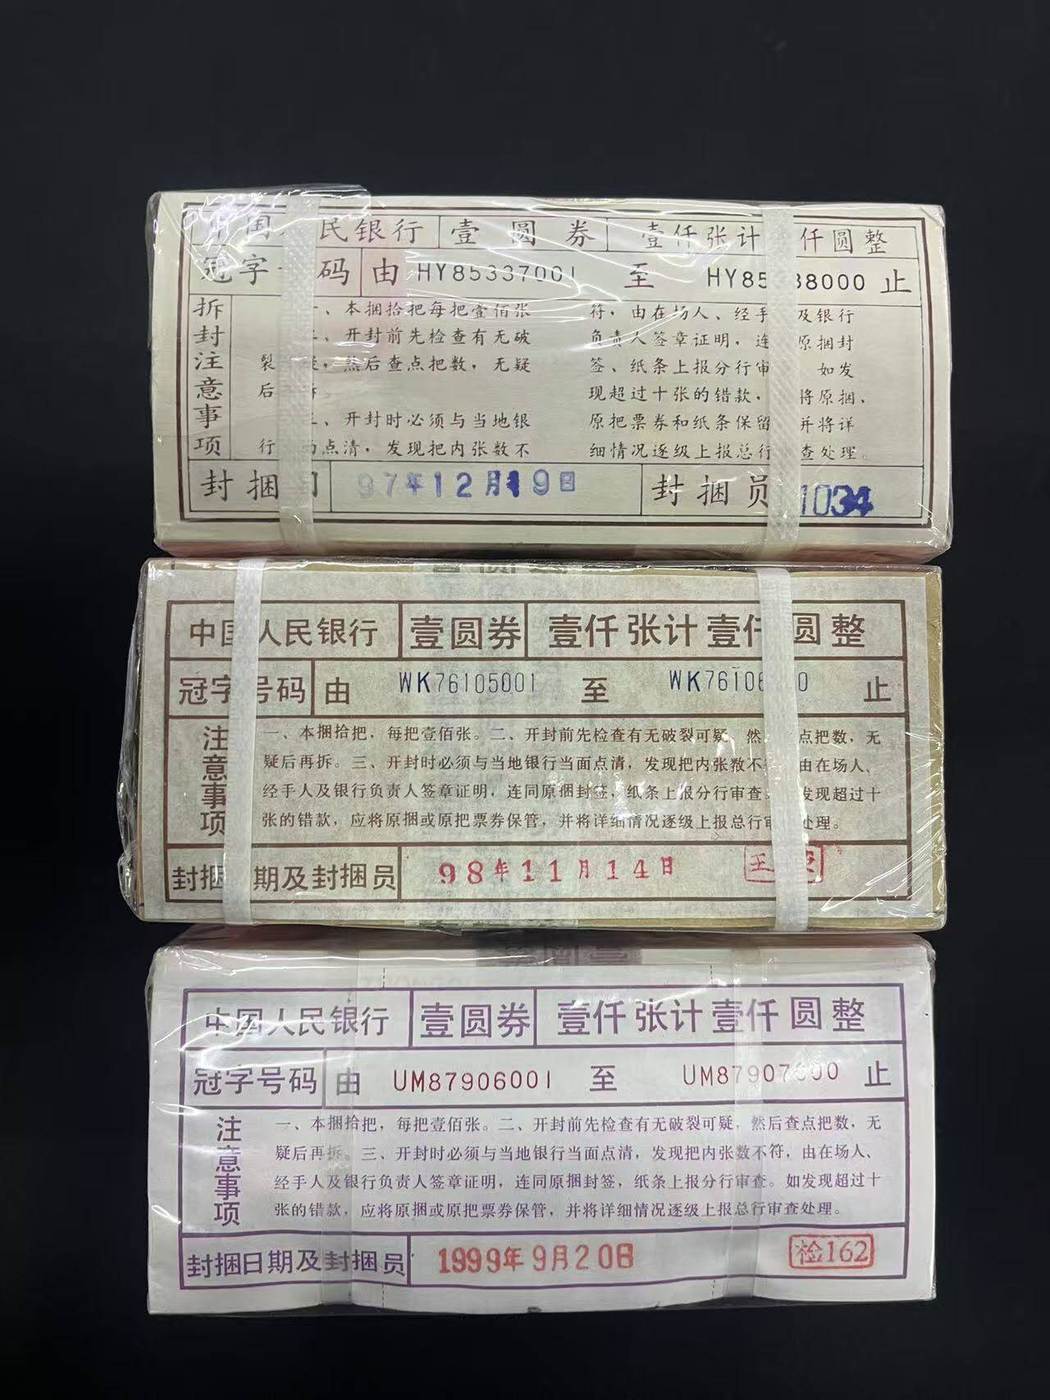 民银行 壹圆券 壹仟张计 仟圆整
冠字 码 由 HY85337001 至 HY85 38000 止
拆封注意事项
一、本捆拾把每把壹佰张
二、开封前先检查有无破
裂 ,然后查点把数,无疑
后
三、开封时必须与当地银
行 点清,发现把内张数不
符,由在场人、经手 及银行
负责人签章证明,连 原捆封
签、纸条上报分行审 如发
现超过十张的错款, 将原捆,
原把票券和纸条保留 并将详
细情况逐级上报总行 查处理。
封捆 97年12月19日 封捆员 1034
中国人民银行 壹圆券 壹仟张计壹仟圆整
冠字号码 由 WK76105001 至 WK76106 0 止
注意事项
一、本捆拾把,每把壹佰张。二、开封前先检查有无破裂可疑 然 查点把数,无
疑后再拆。三、开封时必须与当地银行当面点清,发现把内张数不 由在场人、
经手人及银行负责人签章证明,连同原捆封签,纸条上报分行审查 发现超过十
张的错款,应将原捆或原把票券保管,并将详细情况逐级上报总行审 处理。
封捆 期及封捆员 98年11月14日 王
中国人民银行 壹圆券 壹仟张计壹仟圆整
冠字号码 由 UM87906001 至 UM87907000 止
注意事项
一、本捆拾把,每把壹佰张。二、开封前先检查有无破裂可疑,然后查点把数,无
疑后再拆。三、开封时必须与当地银行当面点清,发现把内张数不符,由在场人、
经手人及银行负责人签章证明,连同原捆封签,纸条上报分行审查。如发现超过十
张的错款,应将原捆或原把票券保管,并将详细情况逐级上报总行审查处理。
封捆日期及封捆员 1999年9月20日 检162